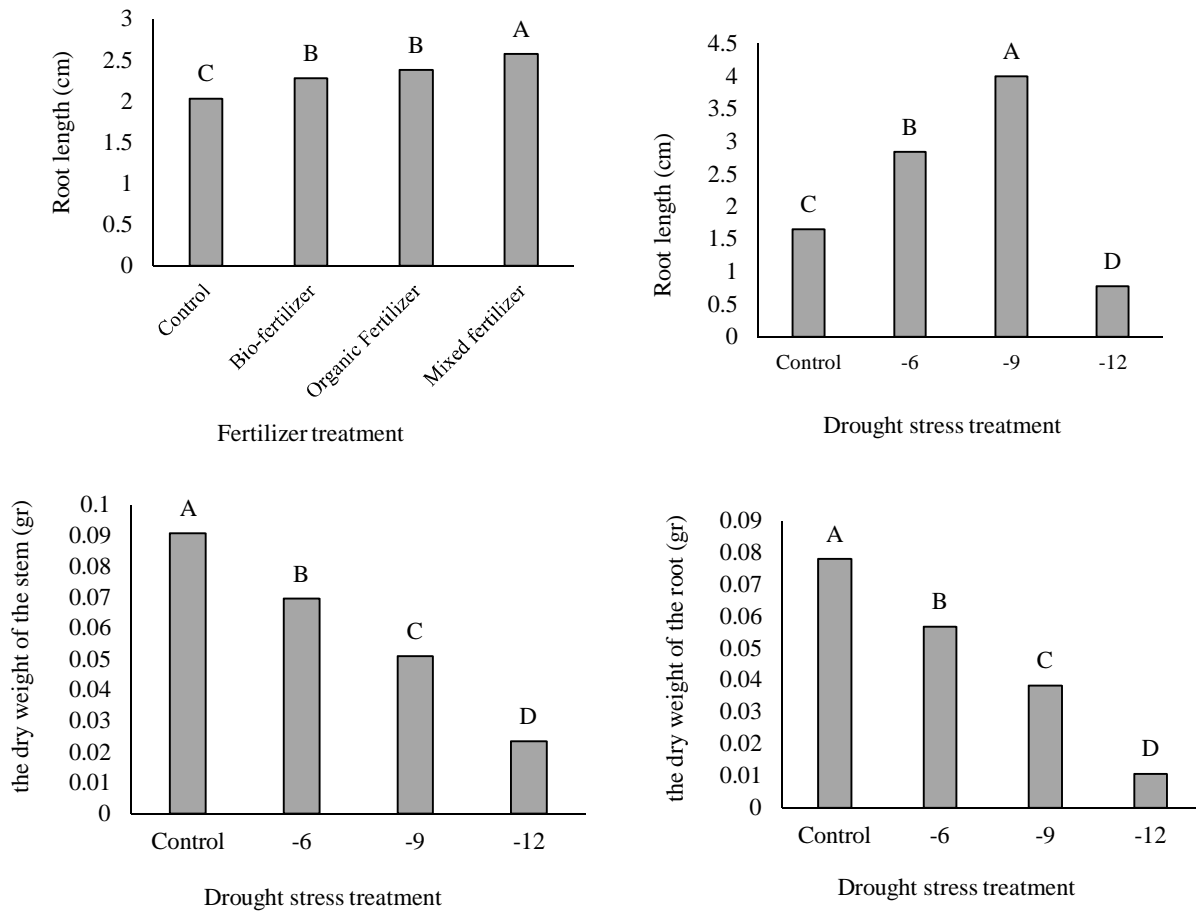 Root length (cm)
3
2.5
2
1.5
1
0.5
0
C
B
B
A
Control
Bio-fertilizer
Organic Fertilizer
Mixed fertilizer
Fertilizer treatment
Root length (cm)
4.5
4
3.5
3
2.5
2
1.5
1
0.5
0
C
B
A
D
Control
-6
-9
-12
Drought stress treatment
the dry weight of the stem (gr)
0.1
0.09
0.08
0.07
0.06
0.05
0.04
0.03
0.02
0.01
0
A
B
C
D
Control
-6
-9
-12
Drought stress treatment
the dry weight of the root (gr)
0.09
0.08
0.07
0.06
0.05
0.04
0.03
0.02
0.01
0
A
B
C
D
Control
-6
-9
-12
Drought stress treatment